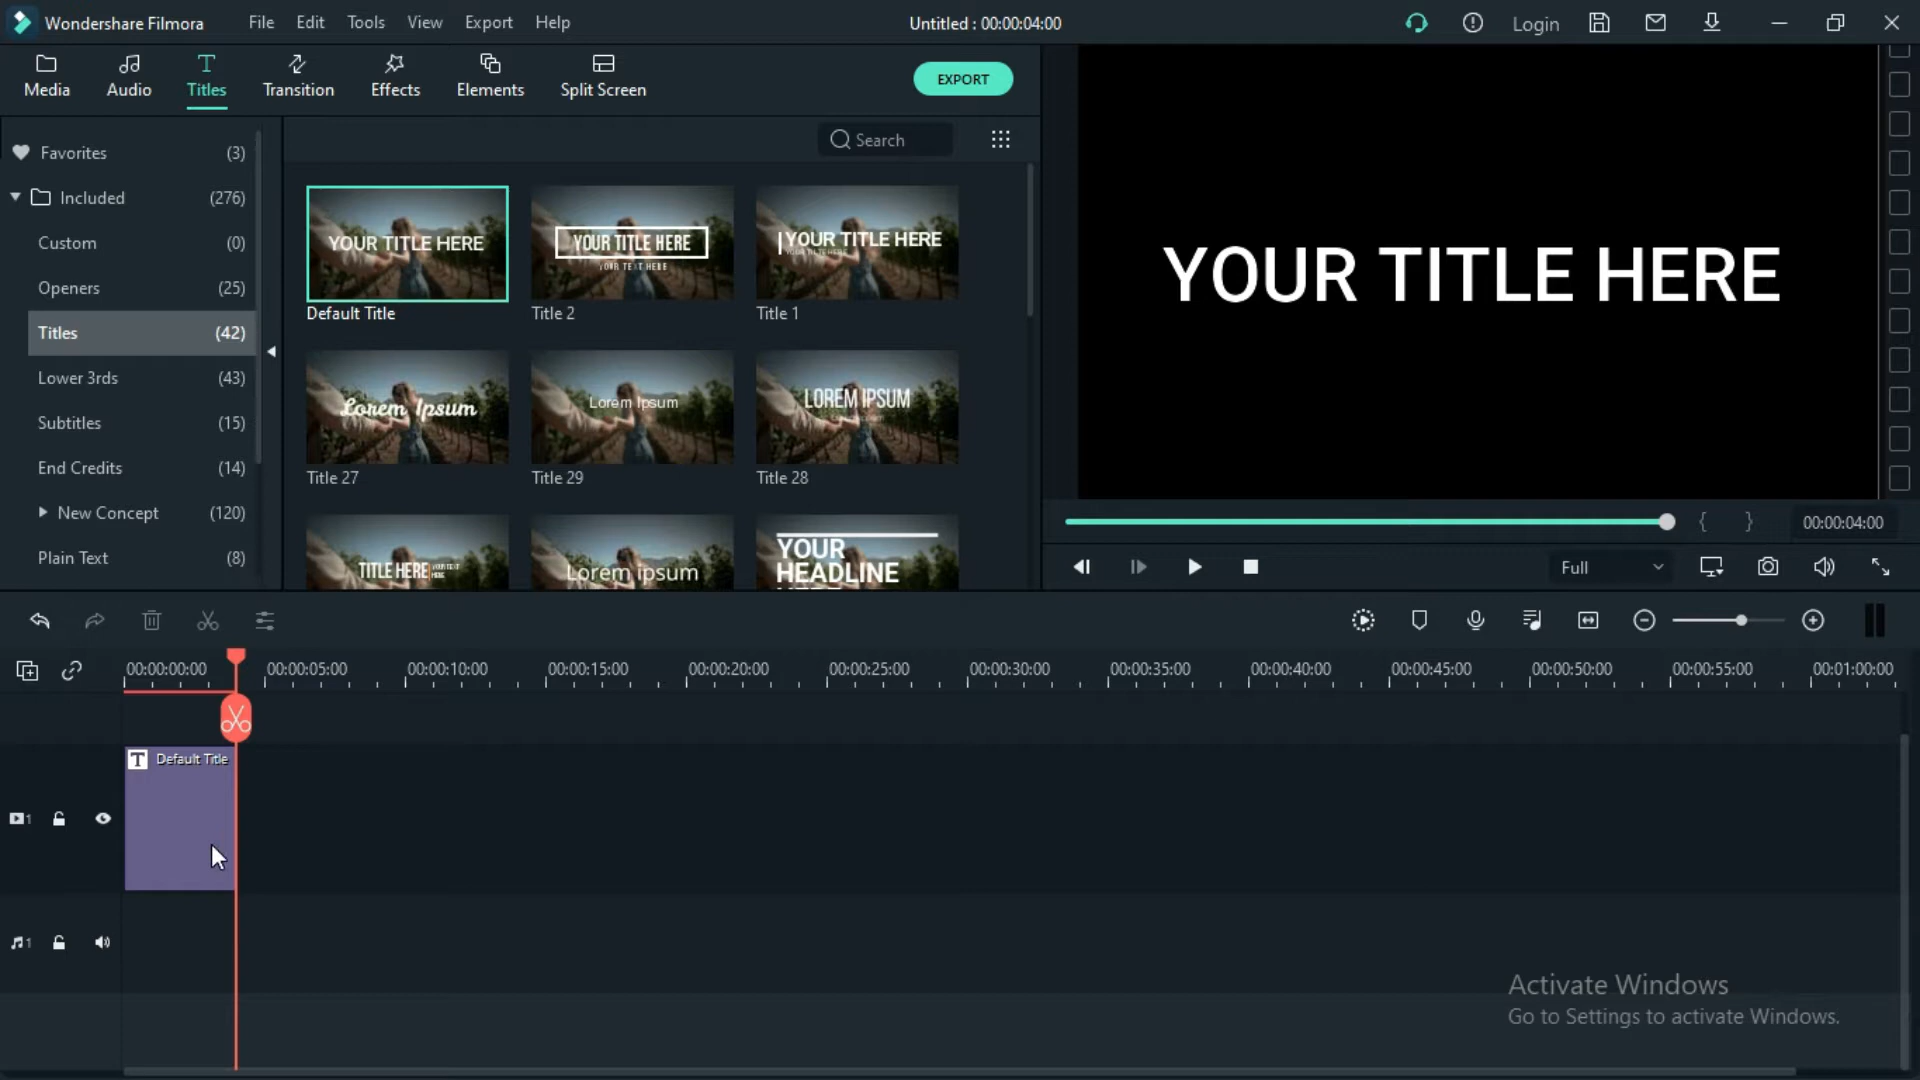 Wondershare Filmora
File
Edit
Tools
View
Export
Help
Untitled : 00:00:04:00
Login
Media
Audio
Titles
Transition
Effects
Elements
Split Screen
EXPORT
Search
Favorites (3)
Included (276)
Custom (0)
Openers (25)
Titles (42)
Lower 3rds (43)
Subtitles (15)
End Credits (14)
New Concept (120)
Plain Text (8)
YOUR TITLE HERE
Default Title
YOUR TITLE HERE
YOUR TEXT HERE
Title 2
YOUR TITLE HERE
Title 1
Lorem Ipsum
Title 27
Lorem Ipsum
Title 29
LOREM IPSUM
Title 28
TITLE HERE
Lorem ipsum
YOUR
HEADLINE
YOUR TITLE HERE
{ }
00:00:04:00
Full
00:00:00:00
00:00:05:00
00:00:10:00
00:00:15:00
00:00:20:00
00:00:25:00
00:00:30:00
00:00:35:00
00:00:40:00
00:00:45:00
00:00:50:00
00:00:55:00
00:01:00:00
T Default Title
1
1
Activate Windows
Go to Settings to activate Windows.